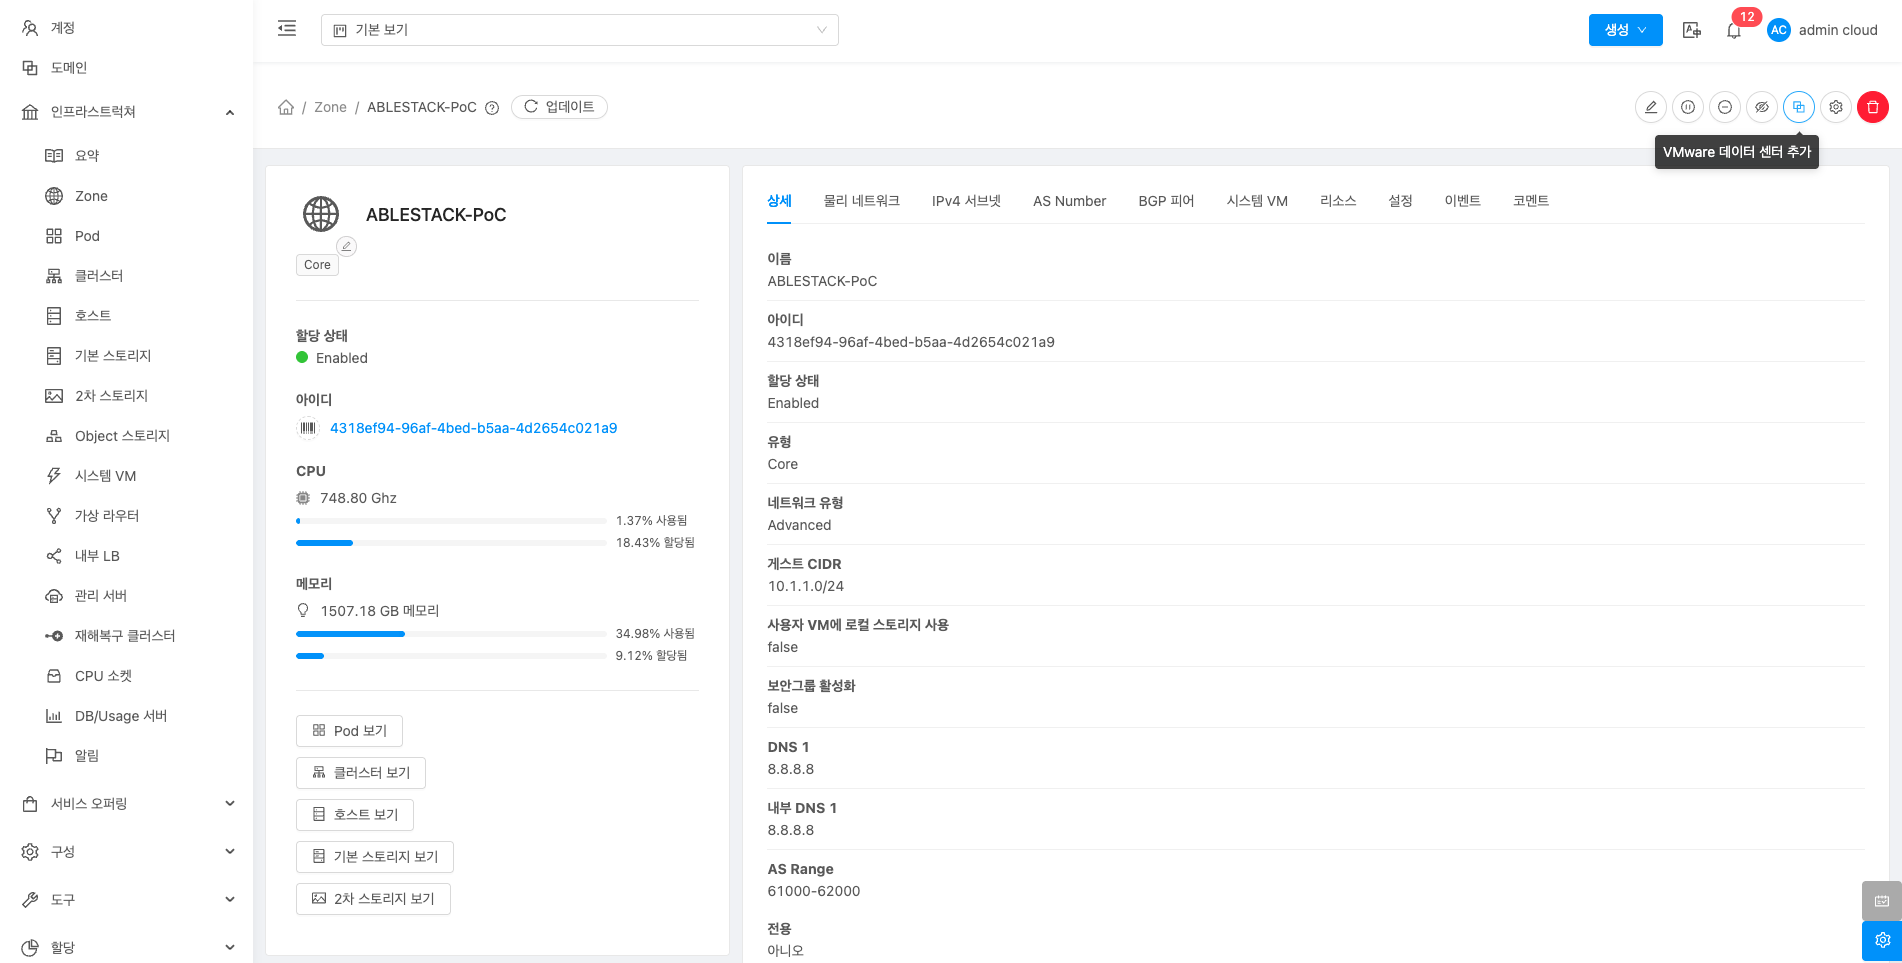 계정
도메인
인프라스트럭쳐
요약
Zone
Pod
클러스터
호스트
기본 스토리지
2차 스토리지
Object 스토리지
시스템 VM
가상 라우터
내부 LB
관리 서버
재해복구 클러스터
CPU 소켓
DB/Usage 서버
알림
서비스 오퍼링
구성
도구
할당
기본 보기
생성
12
AC
admin cloud
/ Zone / ABLESTACK-PoC
업데이트
VMware 데이터 센터 추가
ABLESTACK-PoC
Core
할당 상태
Enabled
아이디
4318ef94-96af-4bed-b5aa-4d2654c021a9
CPU
748.80 Ghz
1.37% 사용됨
18.43% 할당됨
메모리
1507.18 GB 메모리
34.98% 사용됨
9.12% 할당됨
Pod 보기
클러스터 보기
호스트 보기
기본 스토리지 보기
2차 스토리지 보기
상세 물리 네트워크 IPv4 서브넷 AS Number BGP 피어 시스템 VM 리소스 설정 이벤트 코멘트
이름
ABLESTACK-PoC
아이디
4318ef94-96af-4bed-b5aa-4d2654c021a9
할당 상태
Enabled
유형
Core
네트워크 유형
Advanced
게스트 CIDR
10.1.1.0/24
사용자 VM에 로컬 스토리지 사용
false
보안그룹 활성화
false
DNS 1
8.8.8.8
내부 DNS 1
8.8.8.8
AS Range
61000-62000
전용
아니오